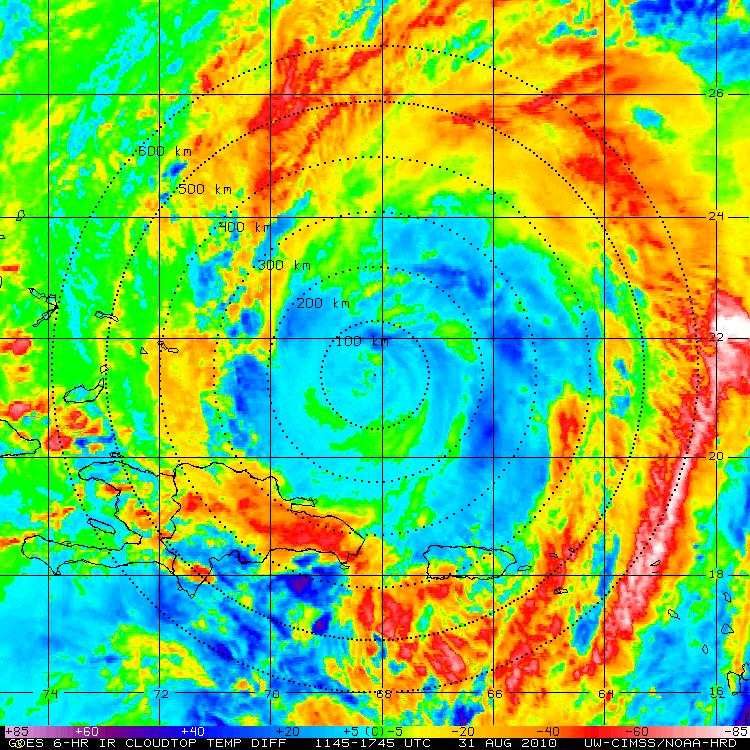 26
600 km
500 km
24
400 km
300 km
200 km
22
100 km
20
18
74 72 70 68 66 64 16
+85 +60 +40 +20 +5 0 -5 -20 -40 -60 -85
GOES 6-HR IR CLOUDTOP TEMP DIFF 1145-1745 UTC 31 AUG 2010 UW-CIMSS/NOAA-HRD